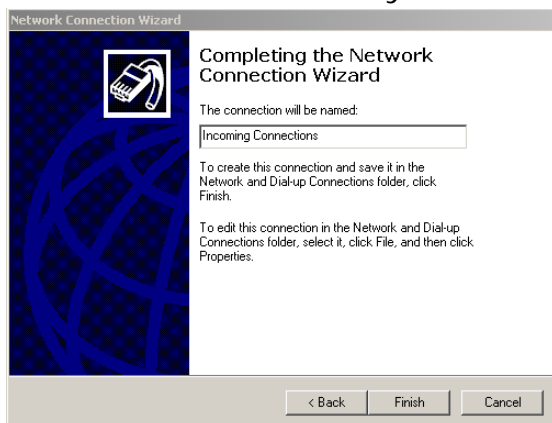 Network Connection Wizard
Completing the Network
Connection Wizard
The connection will be named:
Incoming Connections
To create this connection and save it in the
Network and Dial-up Connections folder, click
Finish.
To edit this connection in the Network and Dial-up
Connections folder, select it, click File, and then click
Properties.
< Back
Finish
Cancel